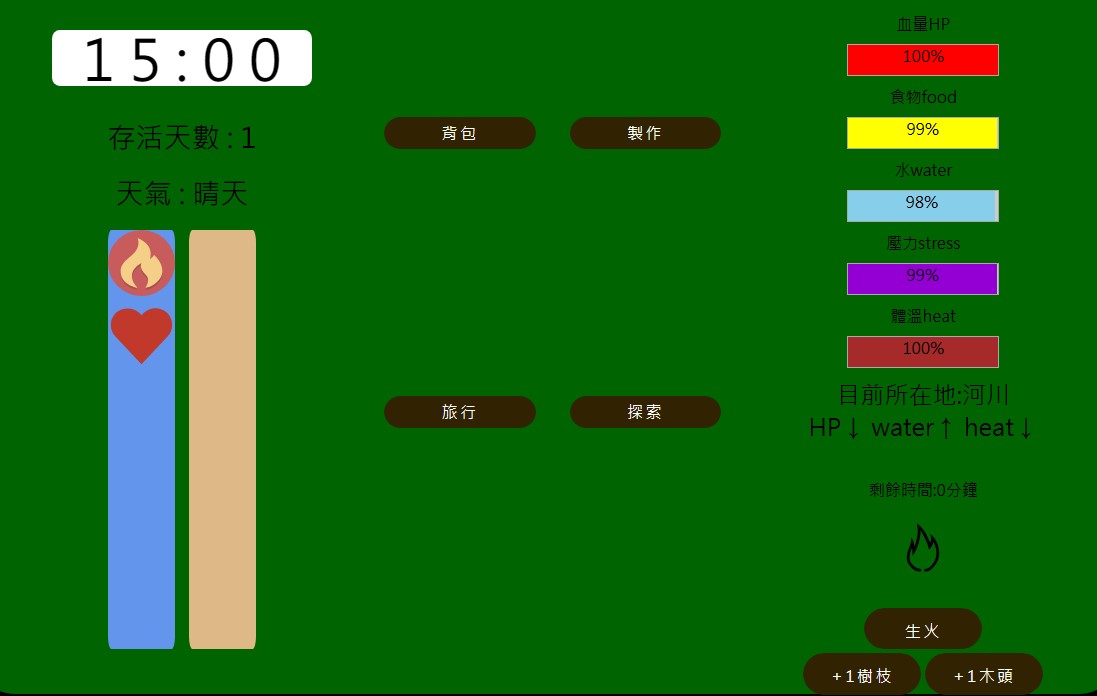 15:00
存活天數 : 1
天氣 : 晴天
背包
製作
旅行
探索
血量HP
100%
食物food
99%
水water
98%
壓力stress
99%
體溫heat
100%
目前所在地:河川
HP↓ water↑ heat↓
剩餘時間:0分鐘
生火
+1樹枝
+1木頭